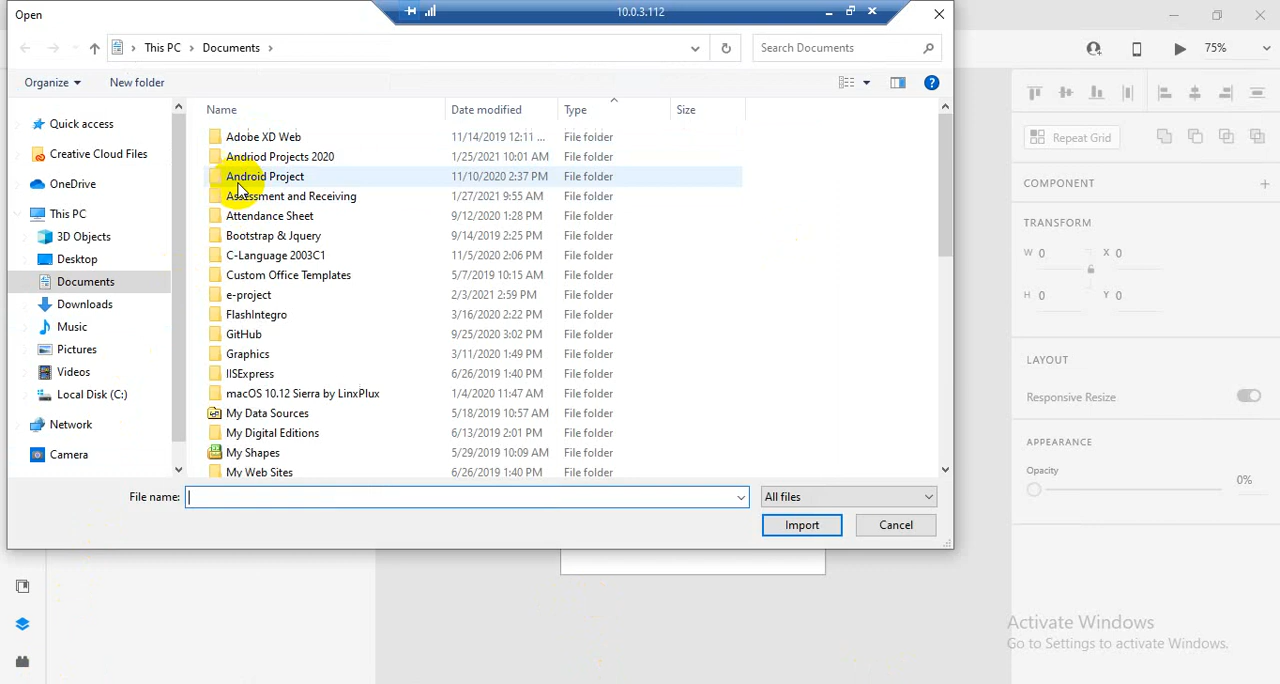 Open
10.0.3.112
75%
This PC
Documents
Search Documents
Organize
New folder
Name
Date modified
Type
Size
Quick access
Creative Cloud Files
OneDrive
This PC
3D Objects
Desktop
Documents
Downloads
Music
Pictures
Videos
Local Disk (C:)
Network
Camera
Adobe XD Web 11/14/2019 12:11 ... File folder
Andriod Projects 2020 1/25/2021 10:01 AM File folder
Android Project 11/10/2020 2:37 PM File folder
Assessment and Receiving 1/27/2021 9:55 AM File folder
Attendance Sheet 9/12/2020 1:28 PM File folder
Bootstrap & Jquery 9/14/2019 2:25 PM File folder
C-Language 2003C1 11/5/2020 2:06 PM File folder
Custom Office Templates 5/7/2019 10:15 AM File folder
e-project 2/3/2021 2:59 PM File folder
FlashIntegro 3/16/2020 2:22 PM File folder
GitHub 9/25/2020 3:02 PM File folder
Graphics 3/11/2020 1:49 PM File folder
IISExpress 6/26/2019 1:40 PM File folder
macOS 10.12 Sierra by LinxPlux 1/4/2020 11:47 AM File folder
My Data Sources 5/18/2019 10:57 AM File folder
My Digital Editions 6/13/2019 2:01 PM File folder
My Shapes 5/29/2019 10:09 AM File folder
My Web Sites 6/26/2019 1:40 PM File folder
File name:
All files
Import
Cancel
Repeat Grid
COMPONENT
TRANSFORM
W 0 X 0
H 0 Y 0
LAYOUT
Responsive Resize
APPEARANCE
Opacity
0%
Activate Windows
Go to Settings to activate Windows.